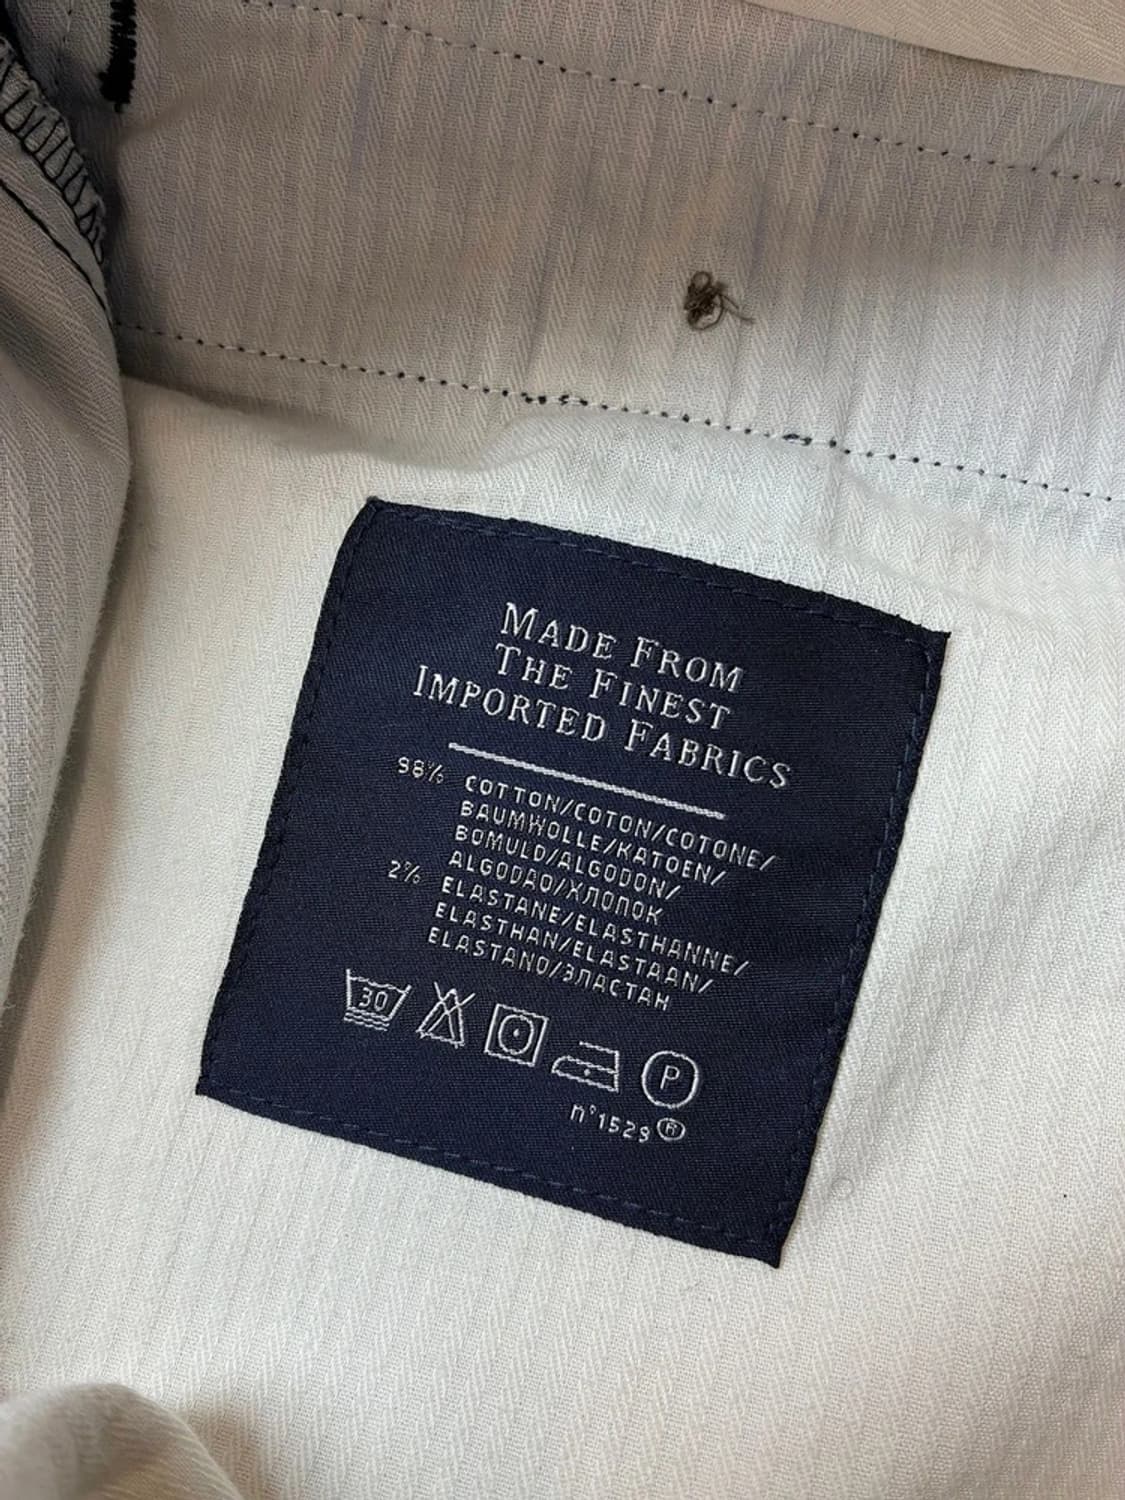 MADE FROM
THE FINEST
IMPORTED FABRICS
98% COTTON/COTON/COTONE/
BAUMWOLLE/KATOEN/
BOMULD/ALGODON/
ALGODAO/ХЛОПОК
2% ELASTANE/ELASTHANNE/
ELASTHAN/ELASTAAN/
ELASTANO/ЭЛАСТАН
30 P
n°1529®